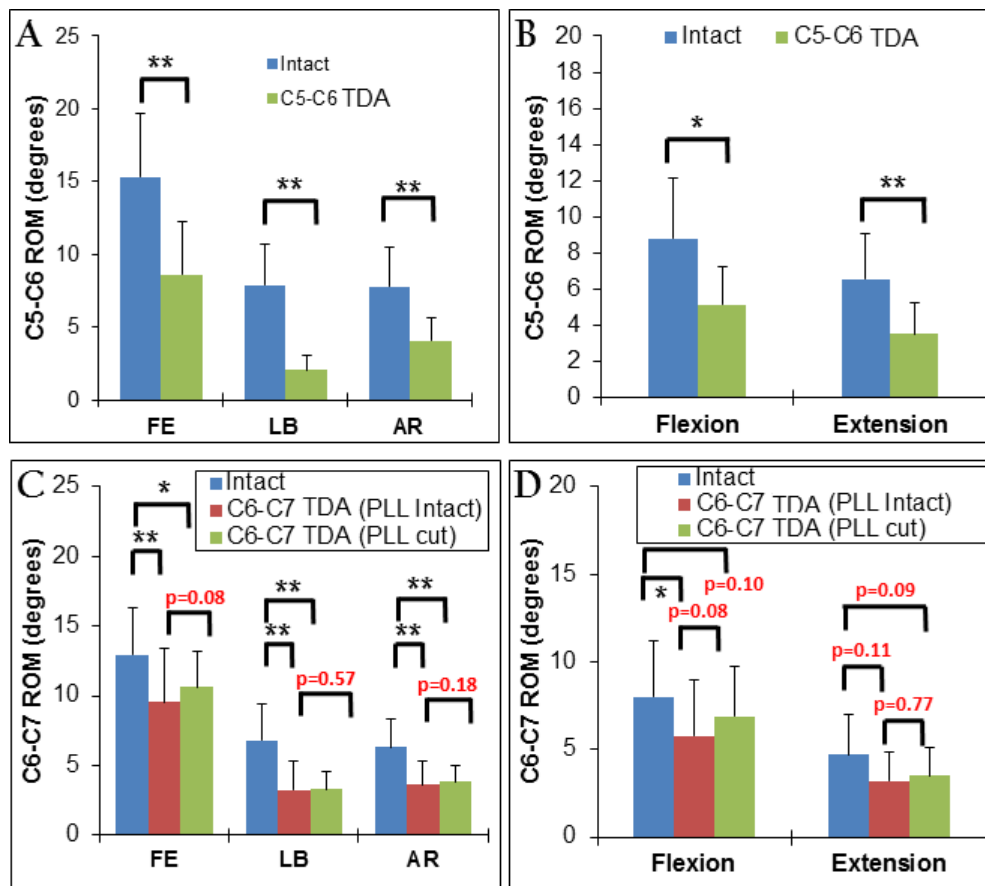 A
C5-C6 ROM (degrees)
25
20
15
10
5
0
Intact
C5-C6 TDA
**
**
**
FE LB AR
B
C5-C6 ROM (degrees)
20
18
16
14
12
10
8
6
4
2
0
Intact C5-C6 TDA
*
**
Flexion Extension
C
C6-C7 ROM (degrees)
25
20
15
10
5
0
Intact
C6-C7 TDA (PLL Intact)
C6-C7 TDA (PLL cut)
*
**
p=0.08
**
**
p=0.57
**
**
p=0.18
FE LB AR
D
C6-C7 ROM (degrees)
20
15
10
5
0
Intact
C6-C7 TDA (PLL Intact)
C6-C7 TDA (PLL cut)
p=0.10
*
p=0.08
p=0.09
p=0.11
p=0.77
Flexion Extension